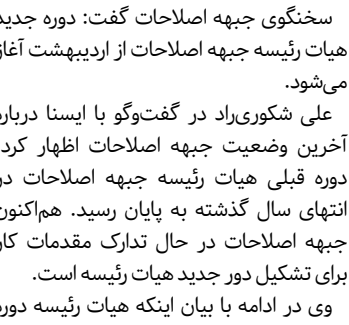 سخنگوی جبهه اصلاحات گفت: دوره جدید
هیات رئیسه جبهه اصلاحات از اردیبهشت آغاز
می‌شود.
علی شکوری‌راد در گفت‌وگو با ایسنا درباره
آخرین وضعیت جبهه اصلاحات اظهار کرد:
دوره قبلی هیات رئیسه جبهه اصلاحات در
انتهای سال گذشته به پایان رسید. هم‌اکنون
جبهه اصلاحات در حال تدارک مقدمات کار
برای تشکیل دور جدید هیات رئیسه است.
وی در ادامه با بیان اینکه هیات رئیسه دوره